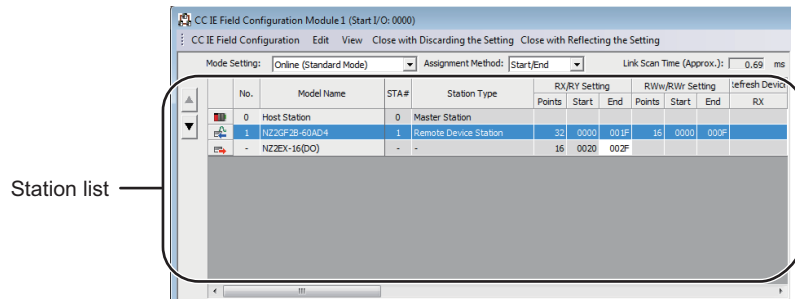 CC IE Field Configuration Module 1 (Start I/O: 0000)
CC IE Field Configuration Edit View Close with Discarding the Setting Close with Reflecting the Setting
Mode Setting: Online (Standard Mode) Assignment Method: Start/End Link Scan Time (Approx.): 0.69 ms
No. Model Name STA# Station Type RX/RY Setting RWw/RWr Setting Refresh Devic
Points Start End Points Start End RX
0 Host Station 0 Master Station
1 NZ2GF2B-60AD4 1 Remote Device Station 32 0000 001F 16 0000 000F
- NZ2EX-16(DO) - - 16 0020 002F
Station list